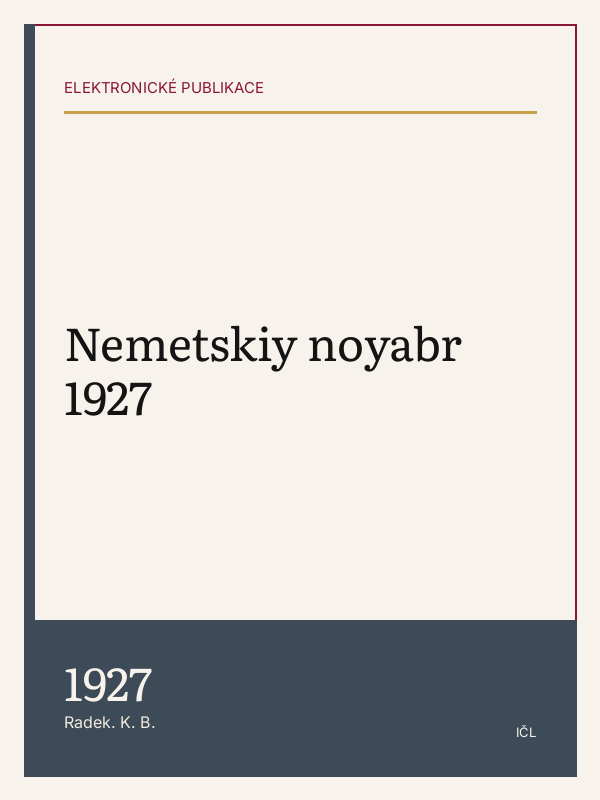 ELEKTRONICKÉ PUBLIKACE
Nemetskiy noyabr
1927
1927
Radek. K. B.
IČL